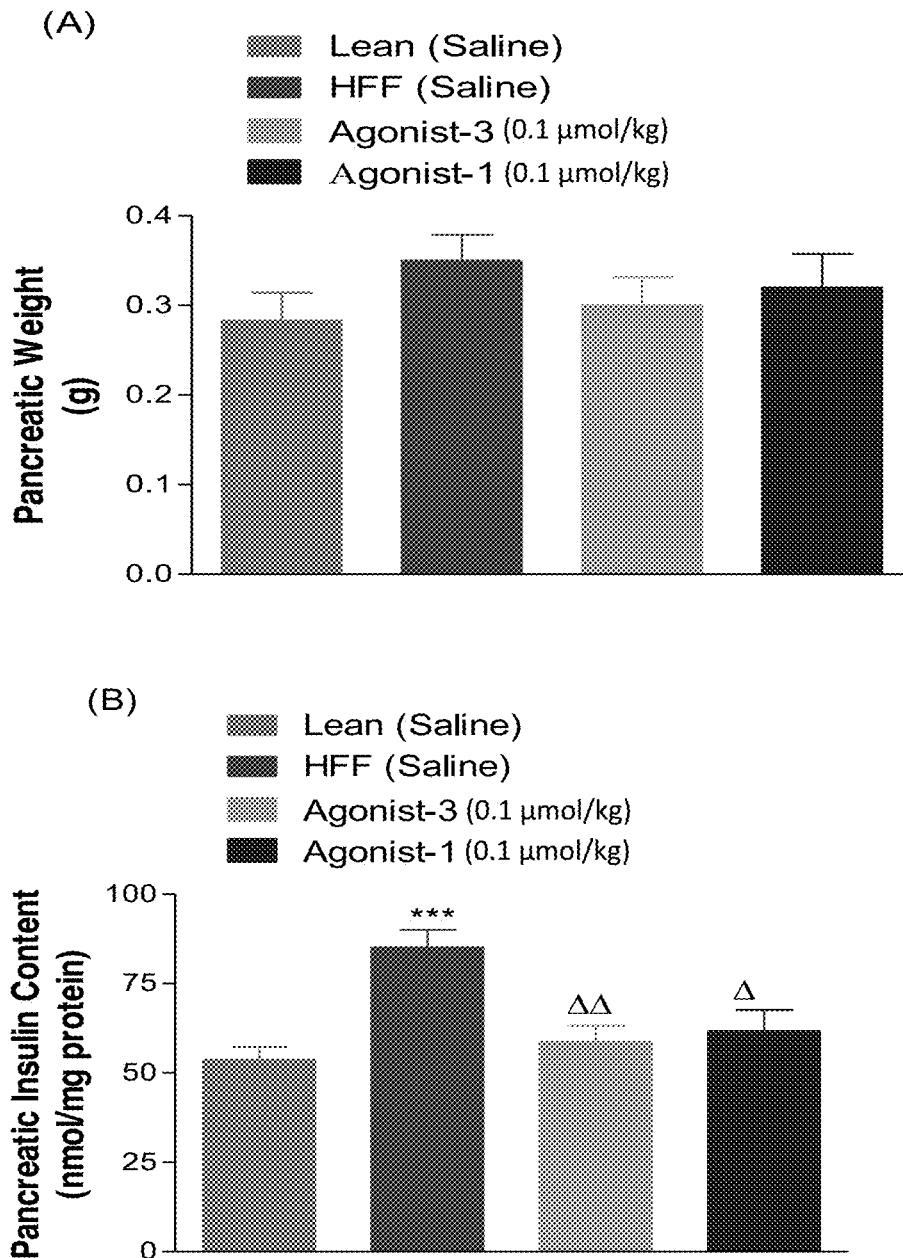 (A)
Lean (Saline)
HFF (Saline)
Agonist-3 (0.1 μmol/kg)
Agonist-1 (0.1 μmol/kg)
Pancreatic Weight
(g)
0.4
0.3
0.2
0.1
0.0
(B)
Lean (Saline)
HFF (Saline)
Agonist-3 (0.1 μmol/kg)
Agonist-1 (0.1 μmol/kg)
Pancreatic Insulin Content
(nmol/mg protein)
100
75
50
25
0
***
ΔΔ
Δ